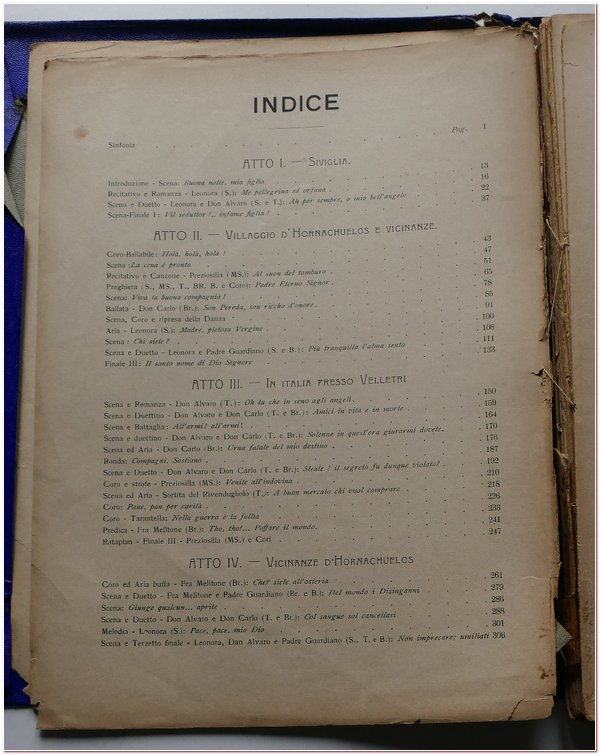 INDICE
Pag. 1
Sinfonia
ATTO I. — SIVIGLIA.
Introduzione - Scena: Buona notte, mia figlia 13
Recitativo e Romanza - Leonora (S.): Me pellegrina ed orfana 16
Scena e Duetto - Leonora e Don Alvaro (S. e T.): Ah per sempre, o mio bell'angelo 22
Scena-Finale I: Vil seduttor!.. infame figlia! 37
ATTO II. — VILLAGGIO D'HORNACHUELOS E VICINANZE.
Coro-Ballabile: Holà, holà, holà! 43
Scena: La cena è pronta 47
Recitativo e Canzone - Preziosilla (MS.): Al suon del tamburo 51
Preghiera (S., MS., T., BR. B. e Coro): Padre Eterno Signor 65
Scena: Viva la buona compagnia! 78
Ballata - Don Carlo (Br.): Son Pereda, son ricco d'onore 85
Scena, Coro e ripresa della Danza 91
Aria - Leonora (S.): Madre, pietosa Vergine 100
Scena: Chi siete? 108
Scena e Duetto - Leonora e Padre Guardiano (S. e B.): Più tranquilla l'alma sento 111
Finale III: Il santo nome di Dio Signore 133
ATTO III. — IN ITALIA PRESSO VELLETRI
Scena e Romanza - Don Alvaro (T.): Oh tu che in seno agli angeli 150
Scena e Duettino - Don Alvaro e Don Carlo (T. e Br.): Amici in vita e in morte 159
Scena e Battaglia: All'armi! all'armi! 164
Scena e duettino - Don Alvaro e Don Carlo (T. e Br.): Solenne in quest'ora giurarmi dovete 170
Scena ed Aria - Don Carlo (Br.): Urna fatale del mio destino 176
Ronda: Compagni, Sostiamo 187
Scena e Duetto - Don Alvaro e Don Carlo (T. e Br.): Sleale! il segreto fu dunque violato? 192
Coro e strofe - Preziosilla (MS.): Venite all'indovina 210
Scena ed Aria - Sortita del Rivendugliolo (T.): A buon mercato chi vuol comprare 218
Coro: Pane, pan per carità 226
Coro - Tarantella; Nella guerra è la follia 233
Predica - Fra Melitone (Br.): Tho, tho!... Poffare il mondo 241
Rataplan - Finale III - Preziosilla (MS.) e Cori 247
ATTO IV. — VICINANZE D'HORNACHUELOS
Coro ed Aria buffa - Fra Melitone (Br.): Che? siete all'osteria 261
Scena e Duetto - Fra Melitone e Padre Guardiano (Br. e B.): Del mondo i Disinganni 279
Scena: Giunge qualcun... aprite 286
Scena e Duetto - Don Alvaro e Don Carlo (T. e Br.): Col sangue sol cancellasi 288
Melodia - Leonora (S.): Pace, pace, mio Dio 301
Scena e Terzetto finale - Leonora, Dan Alvaro e Padre Guardiano (S., T. e B.): Non imprecare; umiliati 306